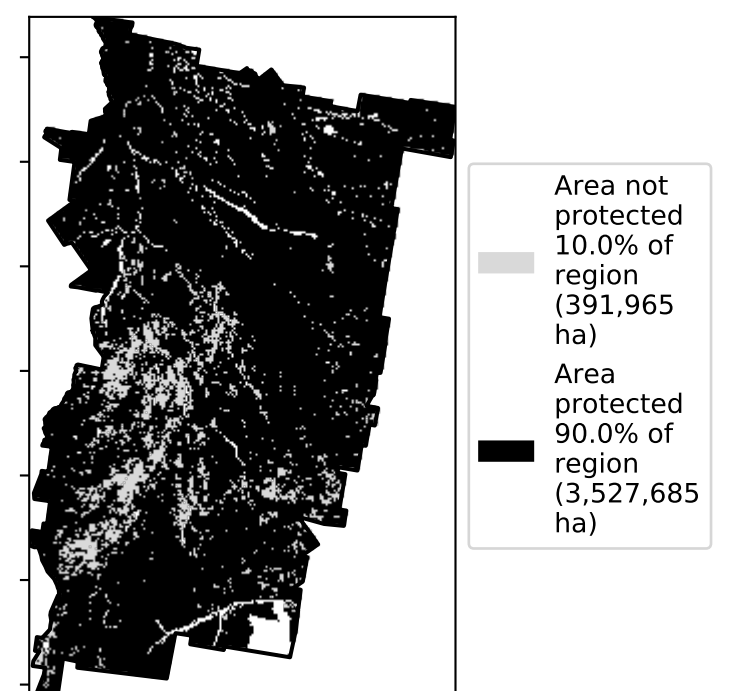 Area not
protected
10.0% of
region
(391,965
ha)
Area
protected
90.0% of
region
(3,527,685
ha)